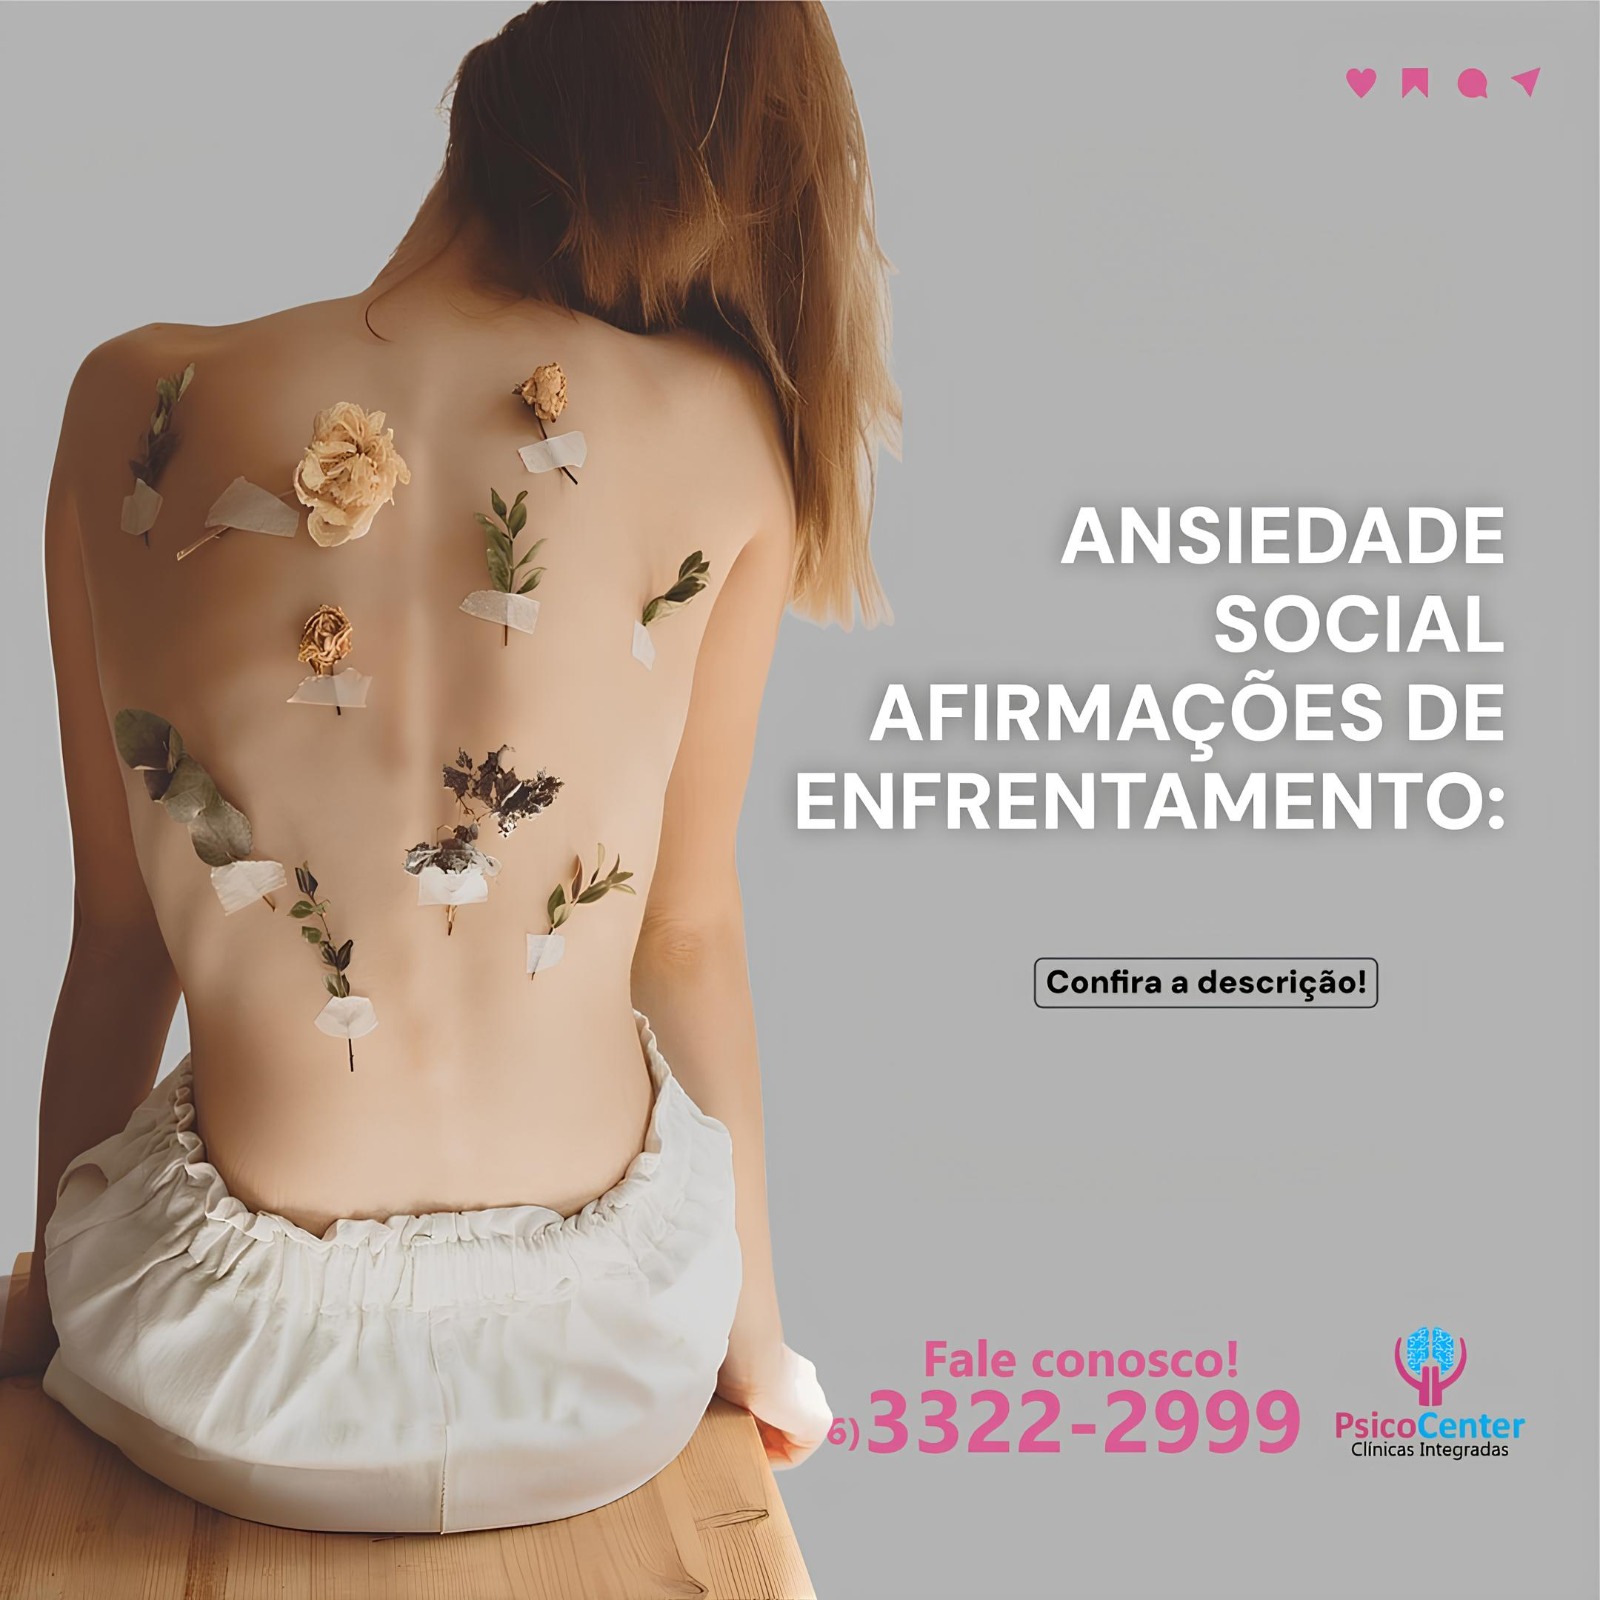 ANSIEDADE
SOCIAL
AFIRMAÇÕES DE
ENFRENTAMENTO:
Confira a descrição!
Fale conosco!
6) 3322-2999
PsicoCenter
Clínicas Integradas